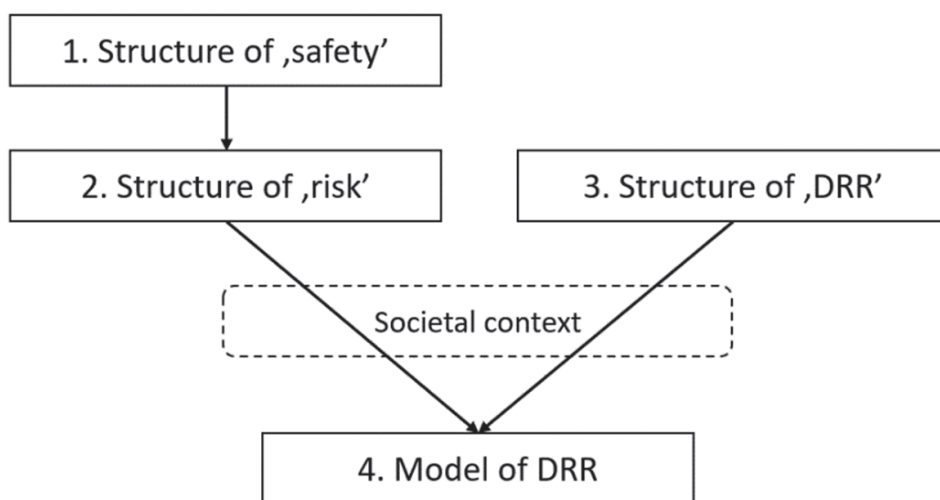 1. Structure of ‚safety’
2. Structure of ‚risk’
3. Structure of ‚DRR’
Societal context
4. Model of DRR